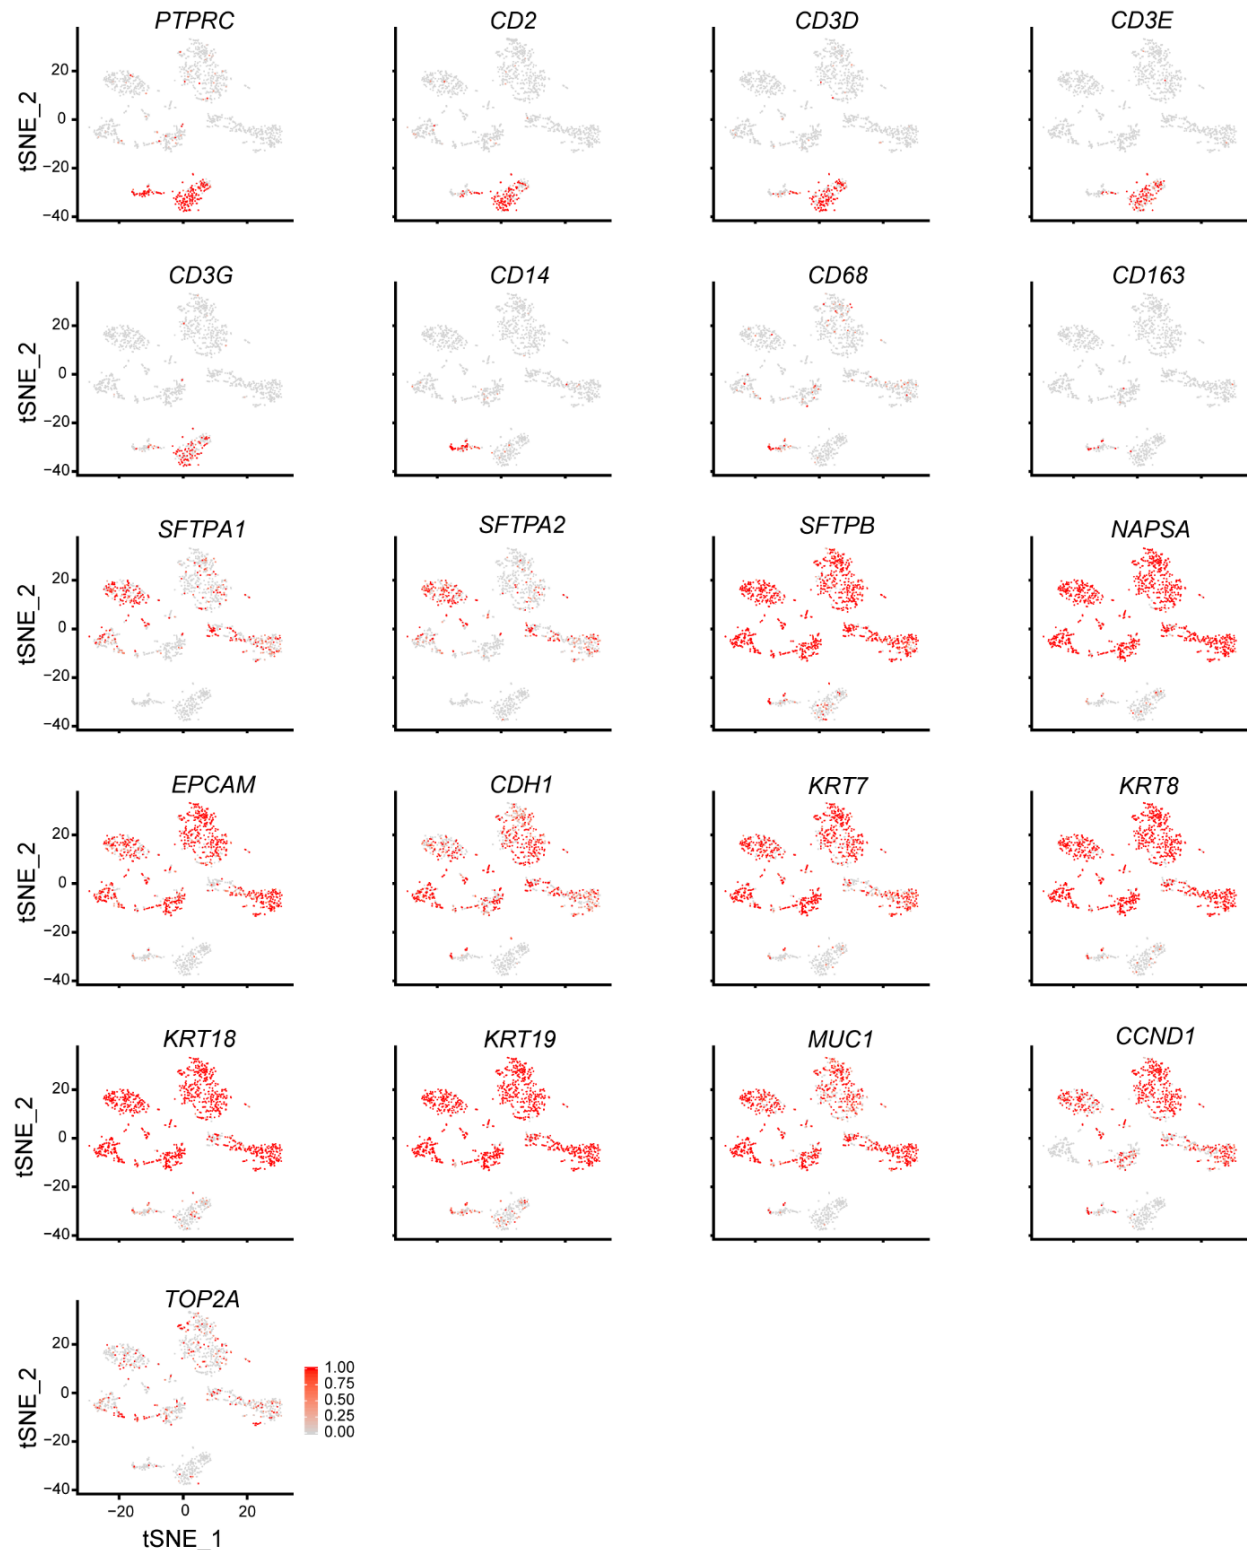 PTPRC CD2 CD3D CD3E
20
0
−20
−40
tSNE_2
CD3G CD14 CD68 CD163
20
0
−20
−40
tSNE_2
SFTPA1 SFTPA2 SFTPB NAPSA
20
0
−20
−40
tSNE_2
EPCAM CDH1 KRT7 KRT8
20
0
−20
−40
tSNE_2
KRT18 KRT19 MUC1 CCND1
20
0
−20
−40
tSNE_2
TOP2A
20
0
−20
−40
tSNE_2
1.00
0.75
0.50
0.25
0.00
−20 0 20
tSNE_1